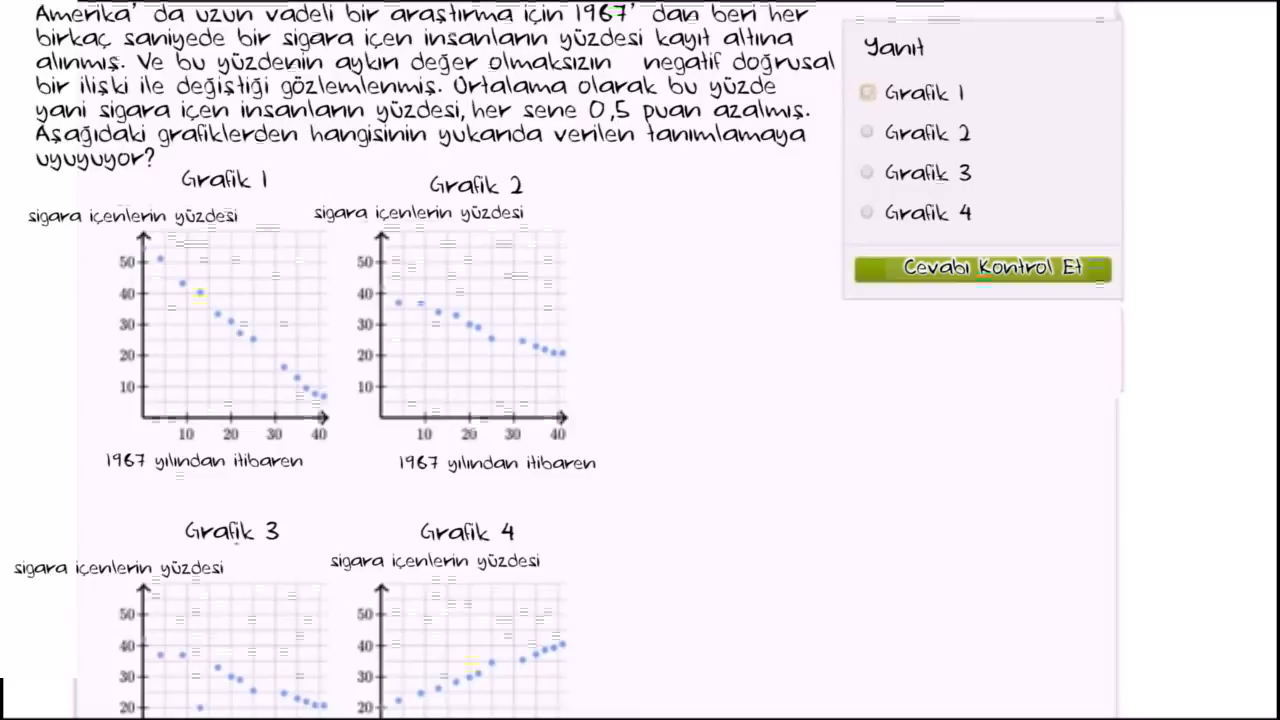 Amerika' da uzun vadeli bir araştırma için 1967' dan beri her
birkaç saniyede bir sigara içen insanların yüzdesi kayıt altına
alınmış. Ve bu yüzdenin aykırı değer olmaksızın negatif doğrusal
bir ilişki ile değiştiği gözlemlenmiş. Ortalama olarak bu yüzde
yani sigara içen insanların yüzdesi, her sene 0,5 puan azalmış.
Aşağıdaki grafiklerden hangisinin yukarıda verilen tanımlamaya
uyuyuyor?
Yanıt
Grafik 1
Grafik 2
Grafik 3
Grafik 4
Cevabı Kontrol Et
Grafik 1
sigara içenlerin yüzdesi
50
40
30
20
10
10 20 30 40
1967 yılından itibaren
Grafik 2
sigara içenlerin yüzdesi
50
40
30
20
10
10 20 30 40
1967 yılından itibaren
Grafik 3
sigara içenlerin yüzdesi
50
40
30
20
Grafik 4
sigara içenlerin yüzdesi
50
40
30
20